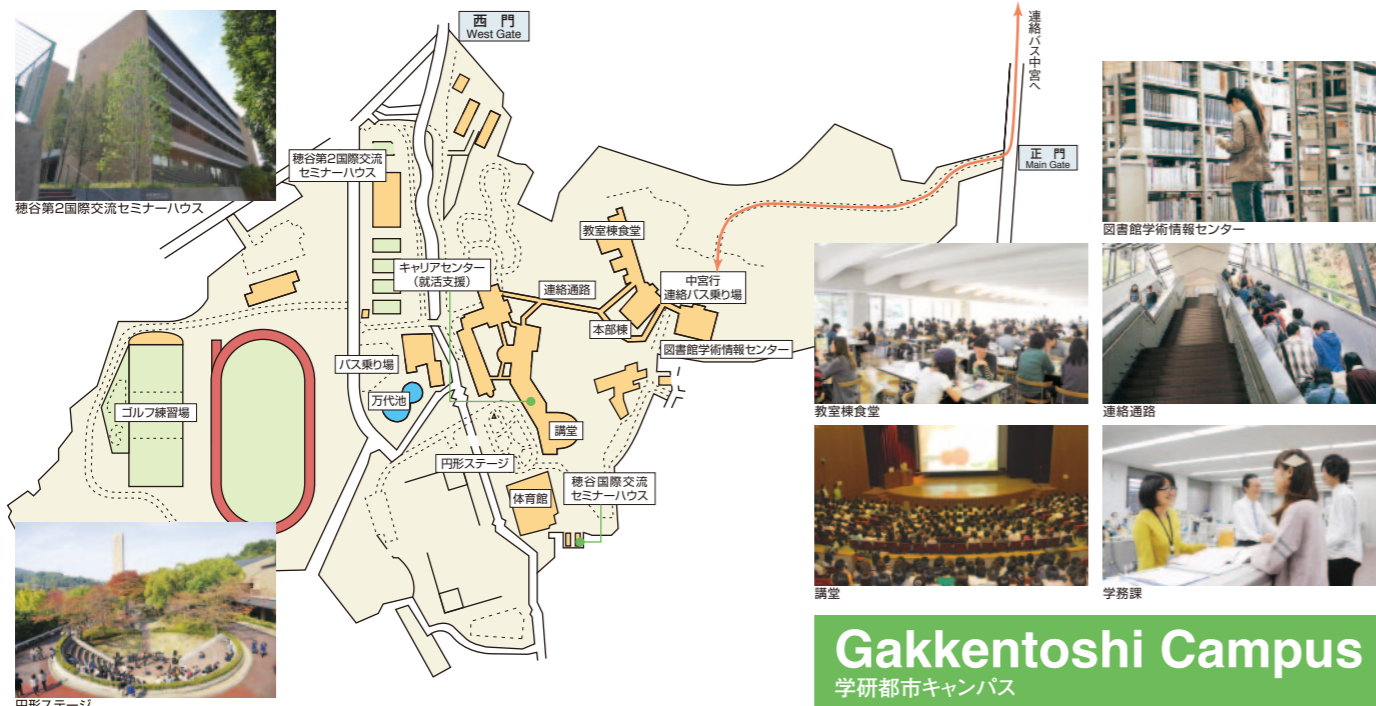 西 門
West Gate
連絡バス中宮へ
正 門
Main Gate
穂谷第2国際交流
セミナーハウス
穂谷第2国際交流セミナーハウス
図書館学術情報センター
教室棟食堂
キャリアセンター
（就活支援）
中宮行
連絡バス乗り場
連絡通路
本部棟
図書館学術情報センター
バス乗り場
万代池
ゴルフ練習場
講堂
円形ステージ
体育館
穂谷国際交流
セミナーハウス
教室棟食堂
連絡通路
講堂
学務課
円形ステージ
Gakkentoshi Campus
学研都市キャンパス